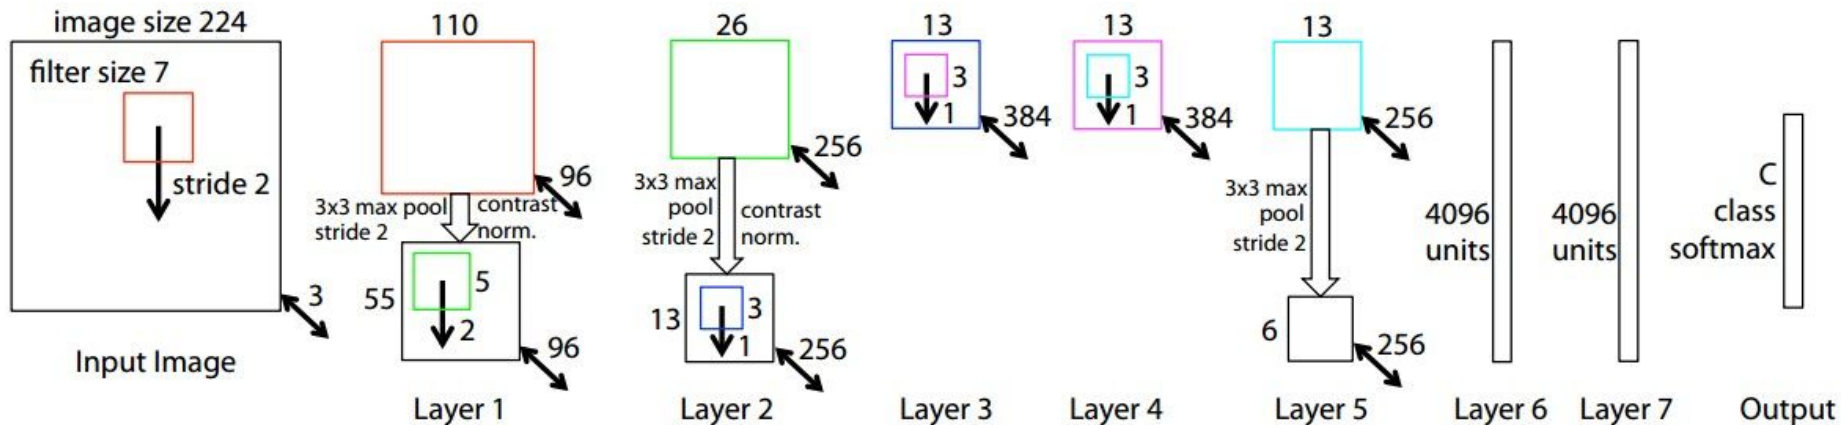 image size 224
filter size 7
stride 2
3
Input Image
110
96
3x3 max pool
stride 2
contrast
norm.
55
5
2
96
Layer 1
26
256
3x3 max
pool
stride 2
contrast
norm.
13
3
1
256
Layer 2
13
3
1
384
Layer 3
13
3
1
384
Layer 4
13
256
3x3 max
pool
stride 2
6
256
Layer 5
4096
units
Layer 6
4096
units
Layer 7
C
class
softmax
Output